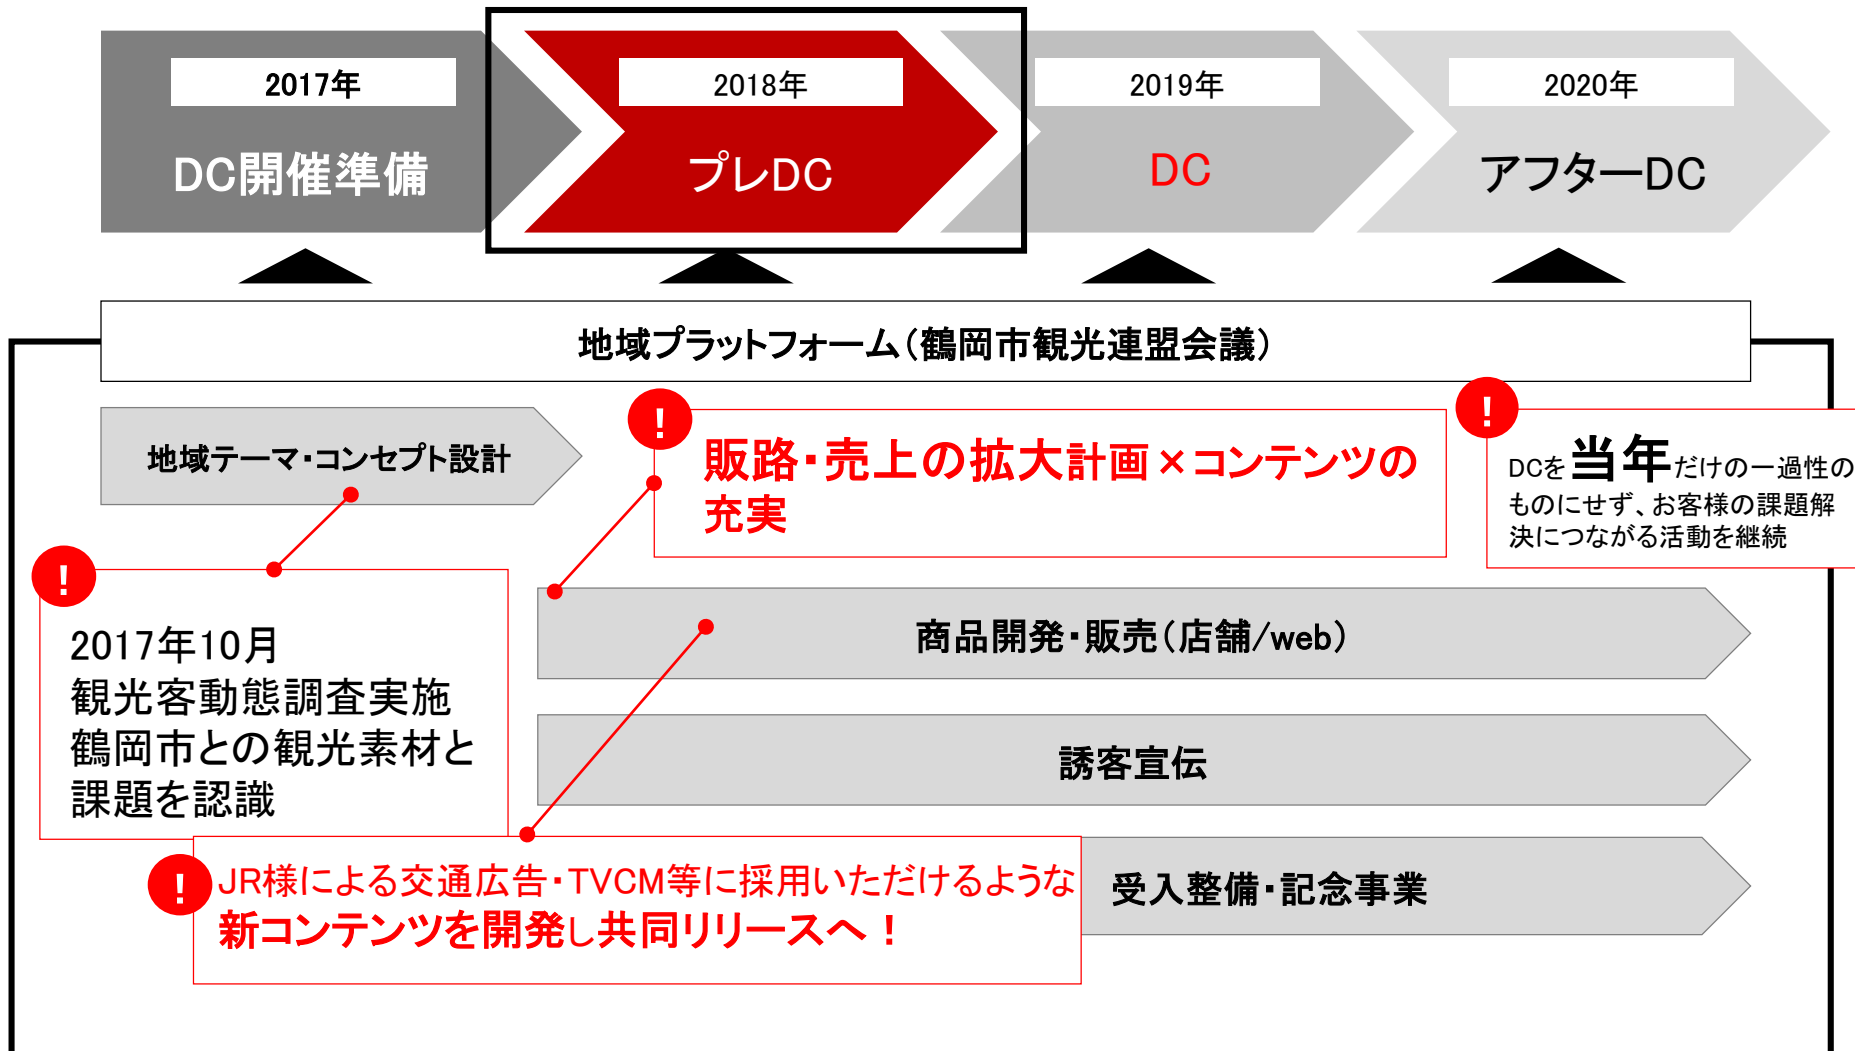 2017年
2018年
2019年
2020年
DC開催準備
プレDC
DC
アフターDC
地域プラットフォーム(鶴岡市観光連盟会議)
地域テーマ・コンセプト設計
!
販路・売上の拡大計画×コンテンツの
充実
!
DCを当年だけの一過性の
ものにせず、お客様の課題解
決につながる活動を継続
!
2017年10月
観光客動態調査実施
鶴岡市との観光素材と
課題を認識
商品開発・販売(店舗/web)
誘客宣伝
!
JR様による交通広告・TVCM等に採用いただけるような
新コンテンツを開発し共同リリースへ!
受入整備・記念事業